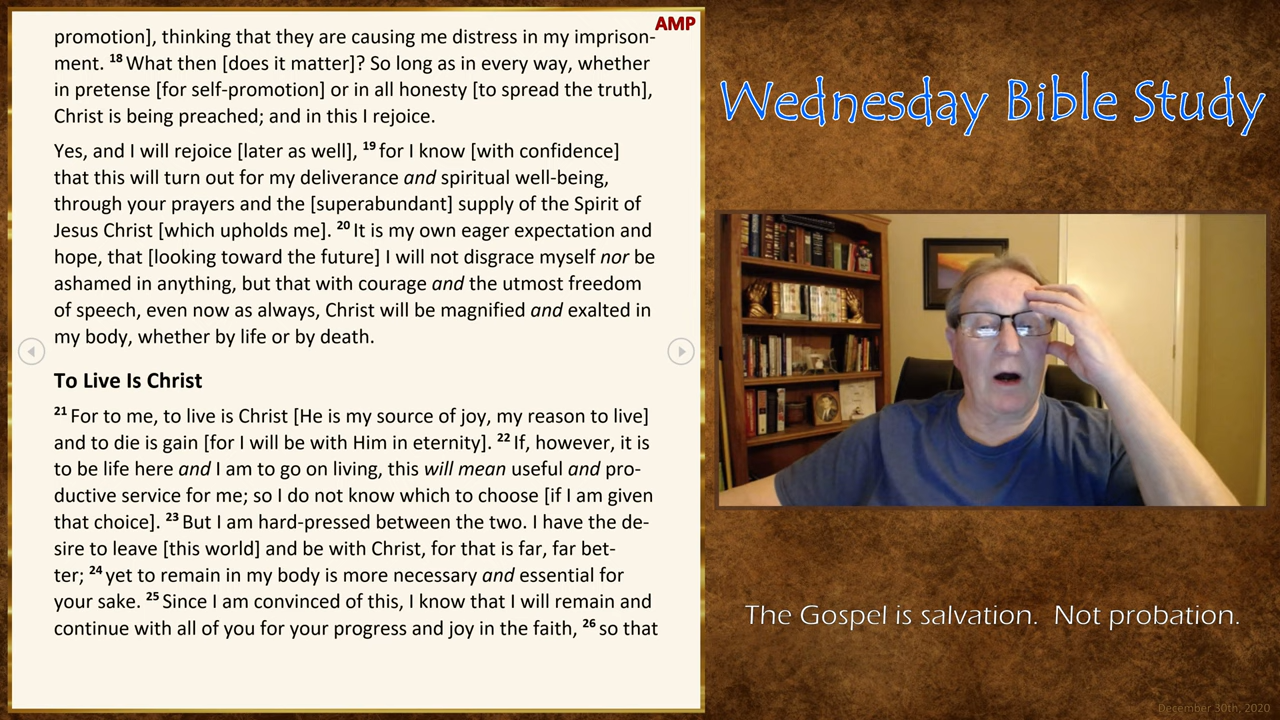 AMP
promotion], thinking that they are causing me distress in my imprison-
ment. 18 What then [does it matter]? So long as in every way, whether
in pretense [for self-promotion] or in all honesty [to spread the truth],
Christ is being preached; and in this I rejoice.
Yes, and I will rejoice [later as well], 19 for I know [with confidence]
that this will turn out for my deliverance and spiritual well-being,
through your prayers and the [superabundant] supply of the Spirit of
Jesus Christ [which upholds me]. 20 It is my own eager expectation and
hope, that [looking toward the future] I will not disgrace myself nor be
ashamed in anything, but that with courage and the utmost freedom
of speech, even now as always, Christ will be magnified and exalted in
my body, whether by life or by death.
To Live Is Christ
21 For to me, to live is Christ [He is my source of joy, my reason to live]
and to die is gain [for I will be with Him in eternity]. 22 If, however, it is
to be life here and I am to go on living, this will mean useful and pro-
ductive service for me; so I do not know which to choose [if I am given
that choice]. 23 But I am hard-pressed between the two. I have the de-
sire to leave [this world] and be with Christ, for that is far, far bet-
ter; 24 yet to remain in my body is more necessary and essential for
your sake. 25 Since I am convinced of this, I know that I will remain and
continue with all of you for your progress and joy in the faith, 26 so that
Wednesday Bible Study
The Gospel is salvation.  Not probation.
December 30th, 2020